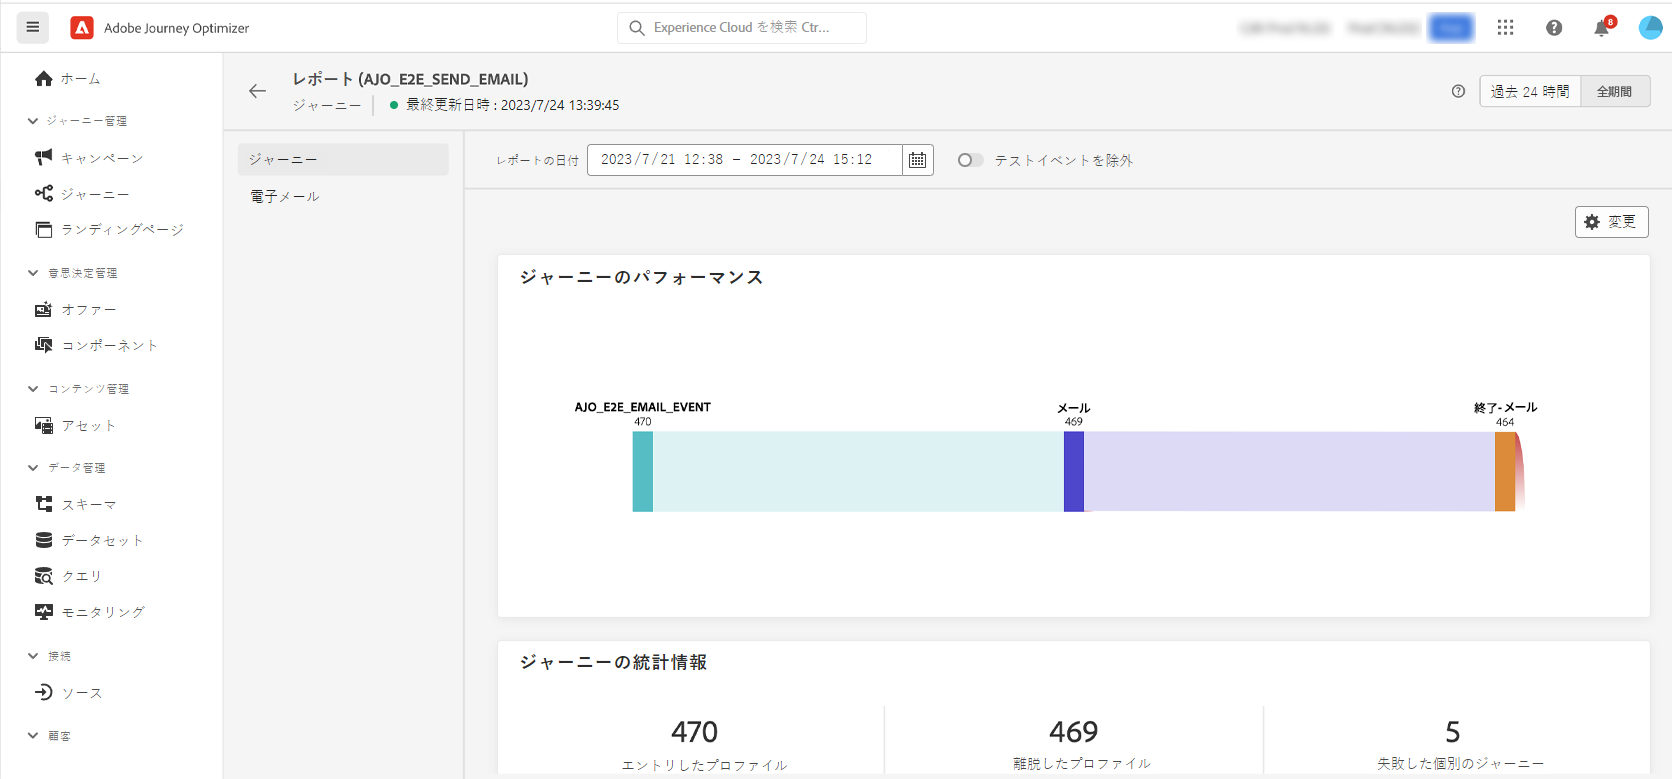 Adobe Journey Optimizer
Experience Cloud を検索 Ctr...
8
ホーム
ジャーニー管理
キャンペーン
ジャーニー
ランディングページ
意思決定管理
オファー
コンポーネント
コンテンツ管理
アセット
データ管理
スキーマ
データセット
クエリ
モニタリング
接続
ソース
顧客
レポート (AJO_E2E_SEND_EMAIL)
ジャーニー
最終更新日時 : 2023/7/24 13:39:45
過去 24 時間
全期間
ジャーニー
電子メール
レポートの日付
2023/7/21 12:38 – 2023/7/24 15:12
テストイベントを除外
変更
ジャーニーのパフォーマンス
AJO_E2E_EMAIL_EVENT
470
メール
469
終了-メール
464
ジャーニーの統計情報
470
エントリしたプロファイル
469
離脱したプロファイル
5
失敗した個別のジャーニー